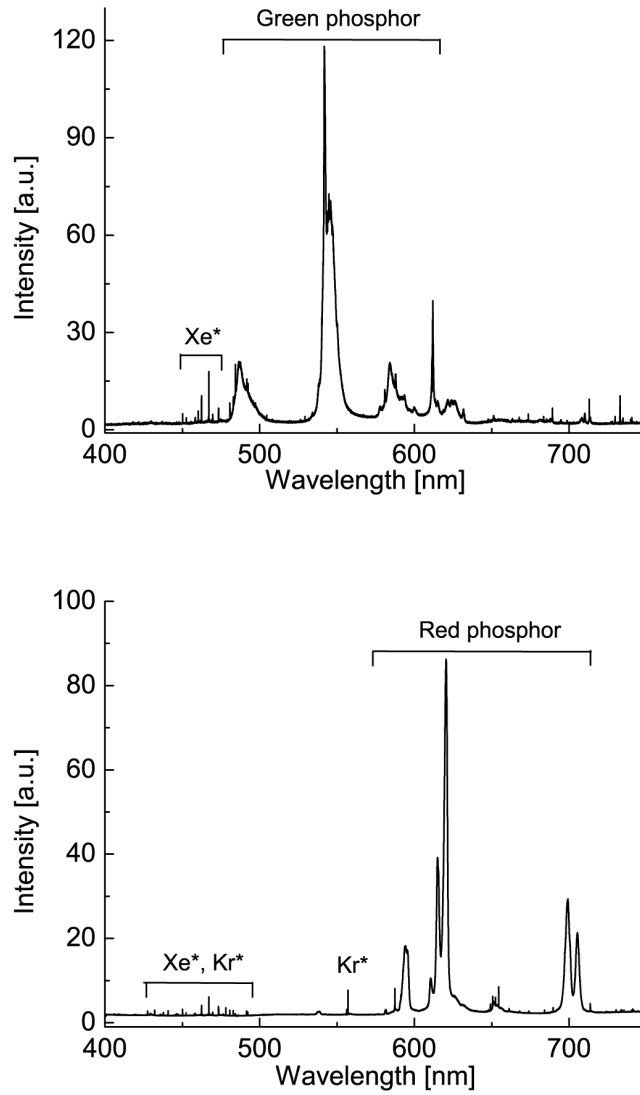 Green phosphor
120
90
60
30
0
Intensity [a.u.]
Xe*
400 500 600 700
Wavelength [nm]
100
80
60
40
20
0
Intensity [a.u.]
Red phosphor
Xe*, Kr*
Kr*
400 500 600 700
Wavelength [nm]